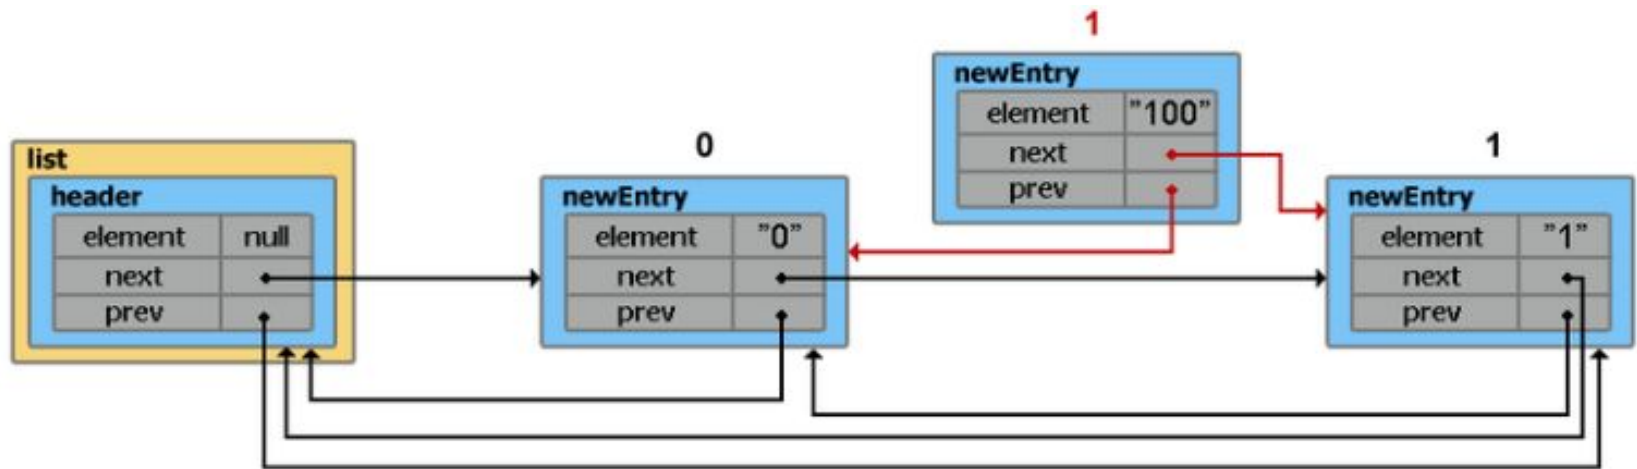 1
newEntry
element ”100”
next
prev
list
header
element null
next
prev
0
newEntry
element ”0”
next
prev
1
newEntry
element ”1”
next
prev